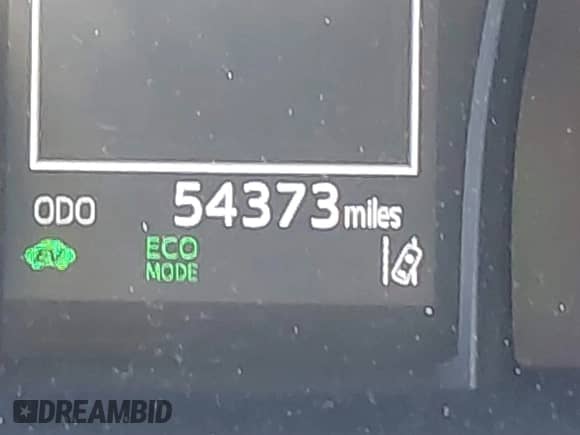 ODO 54373 miles
EV ECO
MODE
DREAMBID